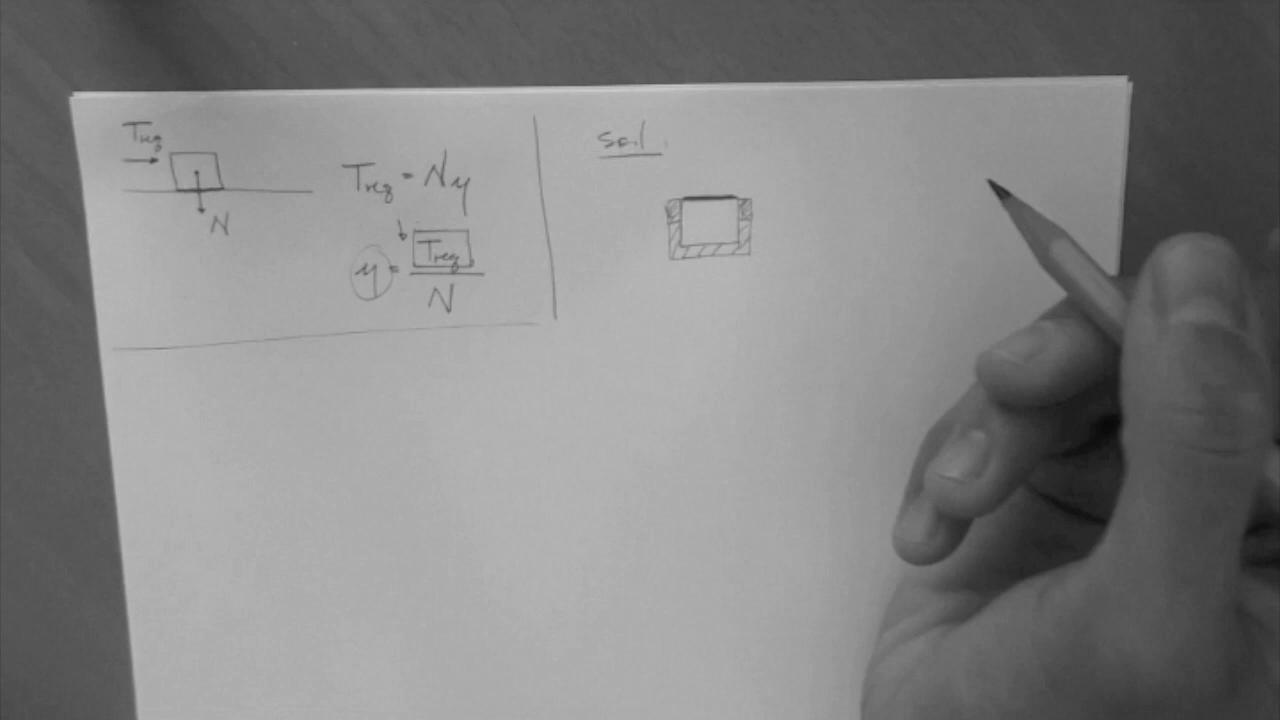 Treq
N
Treq = Nμ
μ = Treq / N
soil